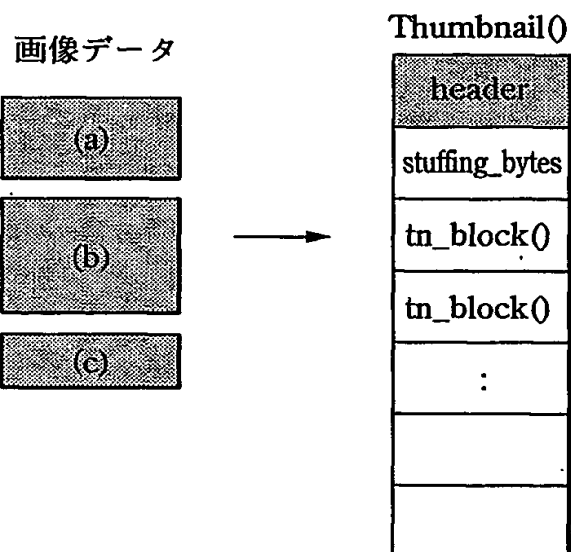 画像データ
(a)
(b)
(c)
Thumbnail()
header
stuffing_bytes
tn_block()
tn_block()
: